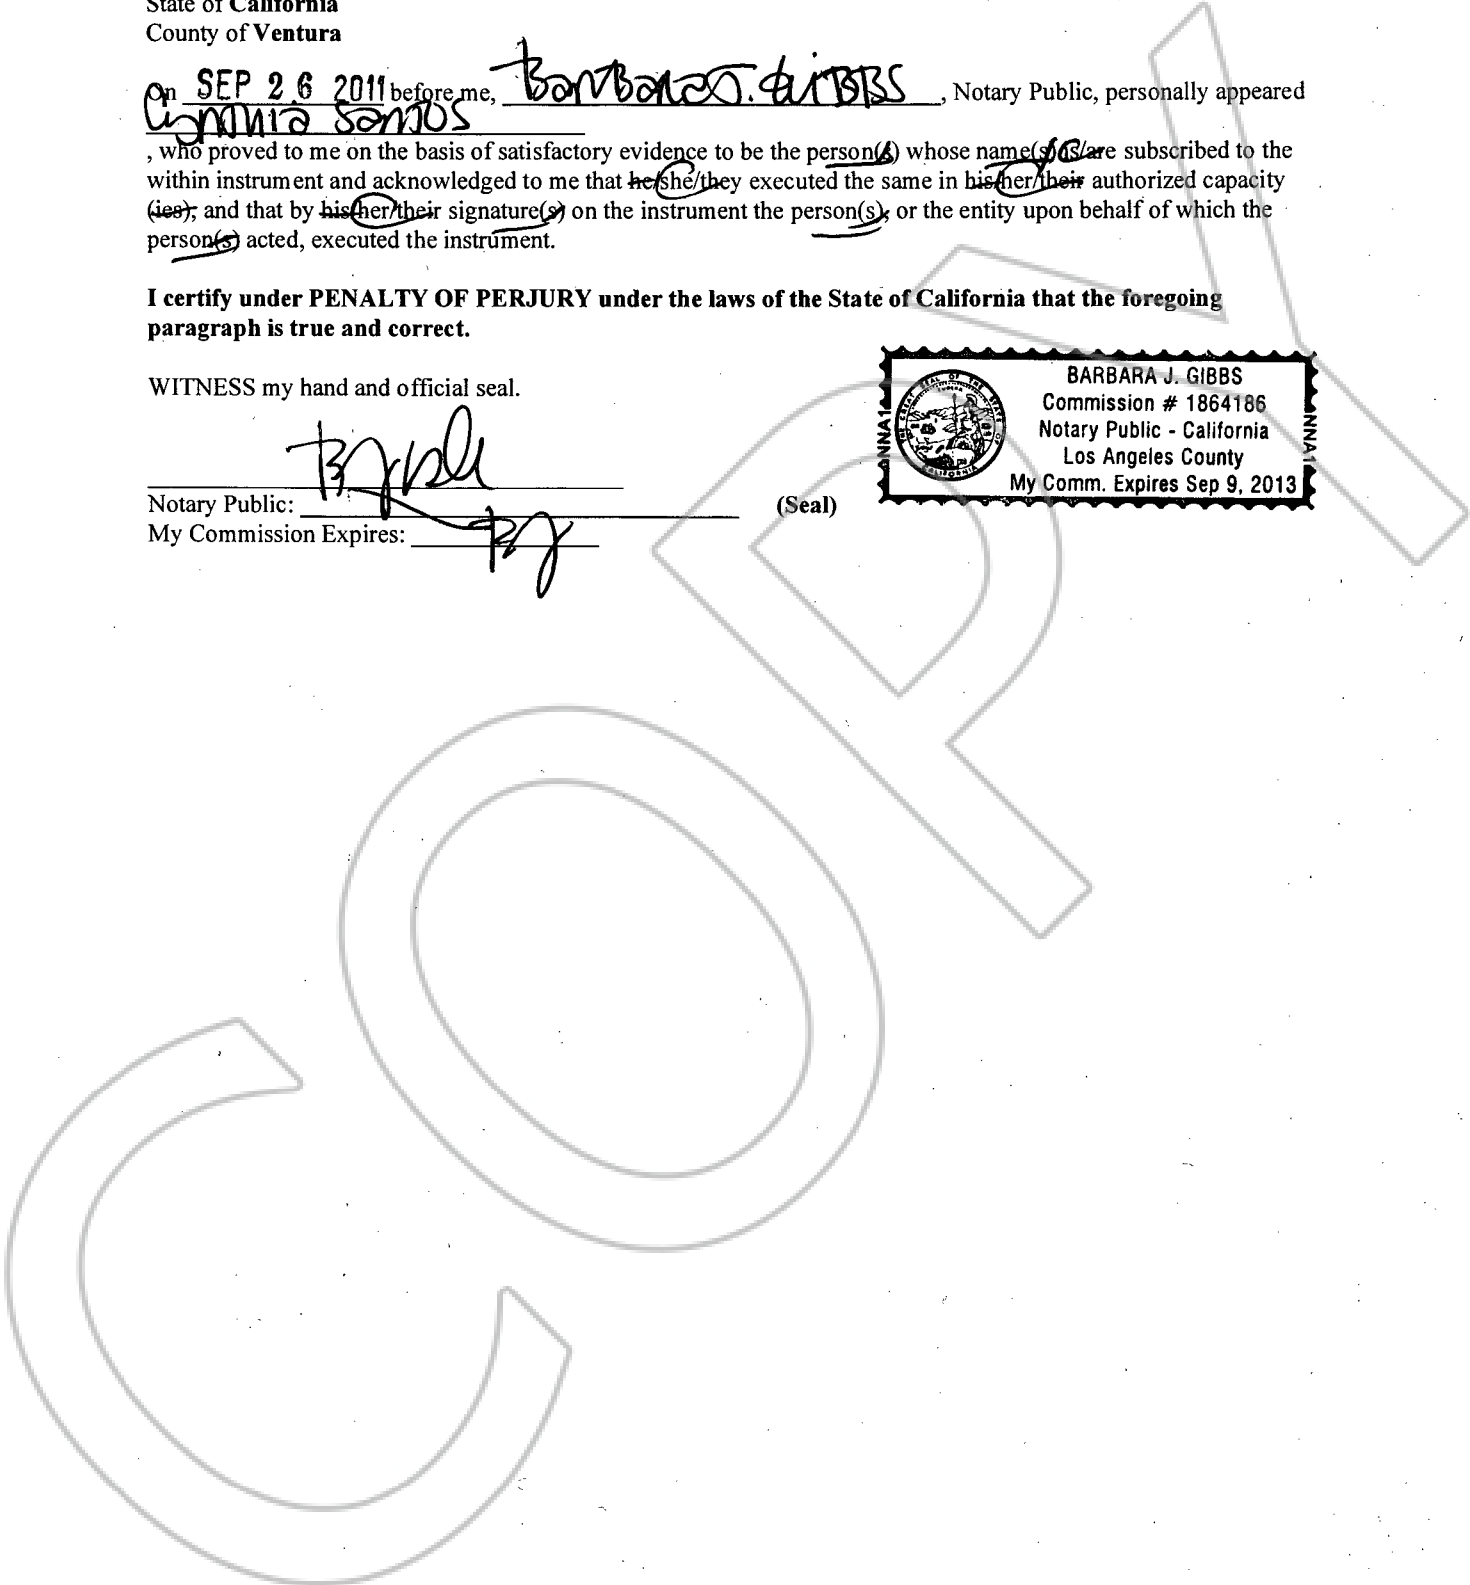 State of California
County of Ventura
On SEP 26 2011 before me, Barbara J. Gibbs, Notary Public, personally appeared
Cynthia Santos
, who proved to me on the basis of satisfactory evidence to be the person(s) whose name(s) is/are subscribed to the
within instrument and acknowledged to me that he/she/they executed the same in his/her/their authorized capacity
(ies), and that by his/her/their signature(s) on the instrument the person(s), or the entity upon behalf of which the
person(s) acted, executed the instrument.
I certify under PENALTY OF PERJURY under the laws of the State of California that the foregoing
paragraph is true and correct.
WITNESS my hand and official seal.
BARBARA J. GIBBS
Commission # 1864186
Notary Public - California
Los Angeles County
My Comm. Expires Sep 9, 2013
NNA1
NNA1
Notary Public:
(Seal)
My Commission Expires:
COPY